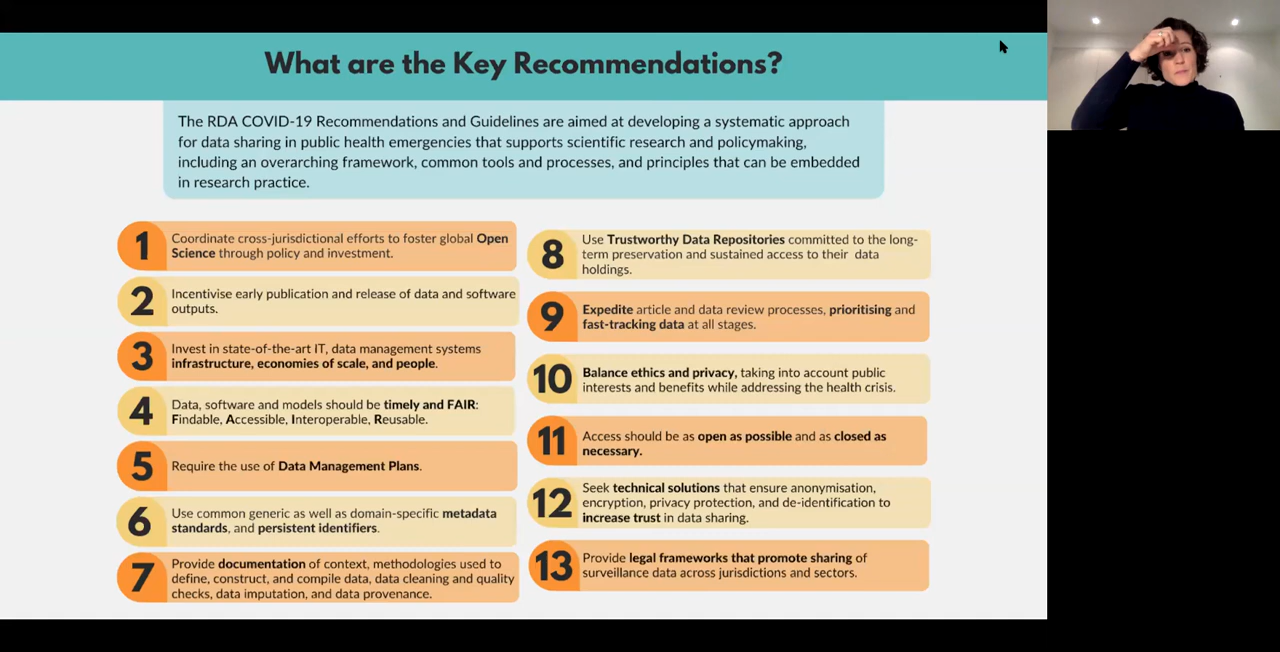 What are the Key Recommendations?
The RDA COVID-19 Recommendations and Guidelines are aimed at developing a systematic approach
for data sharing in public health emergencies that supports scientific research and policymaking,
including an overarching framework, common tools and processes, and principles that can be embedded
in research practice.
1
Coordinate cross-jurisdictional efforts to foster global Open
Science through policy and investment.
2
Incentivise early publication and release of data and software
outputs.
3
Invest in state-of-the-art IT, data management systems
infrastructure, economies of scale, and people.
4
Data, software and models should be timely and FAIR:
Findable, Accessible, Interoperable, Reusable.
5
Require the use of Data Management Plans.
6
Use common generic as well as domain-specific metadata
standards, and persistent identifiers.
7
Provide documentation of context, methodologies used to
define, construct, and compile data, data cleaning and quality
checks, data imputation, and data provenance.
8
Use Trustworthy Data Repositories committed to the long-
term preservation and sustained access to their data
holdings.
9
Expedite article and data review processes, prioritising and
fast-tracking data at all stages.
10
Balance ethics and privacy, taking into account public
interests and benefits while addressing the health crisis.
11
Access should be as open as possible and as closed as
necessary.
12
Seek technical solutions that ensure anonymisation,
encryption, privacy protection, and de-identification to
increase trust in data sharing.
13
Provide legal frameworks that promote sharing of
surveillance data across jurisdictions and sectors.